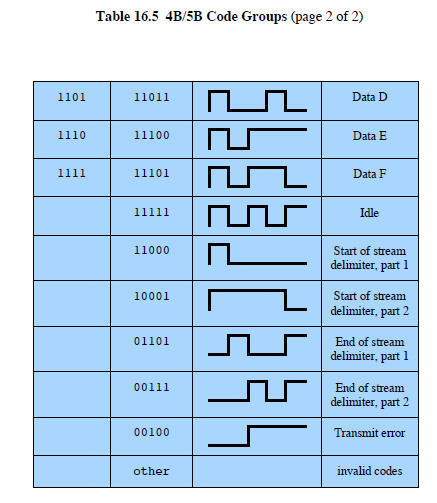 Table 16.5 4B/5B Code Groups (page 2 of 2)
1101 11011 Data D
1110 11100 Data E
1111 11101 Data F
11111 Idle
11000 Start of stream
delimiter, part 1
10001 Start of stream
delimiter, part 2
01101 End of stream
delimiter, part 1
00111 End of stream
delimiter, part 2
00100 Transmit error
other invalid codes